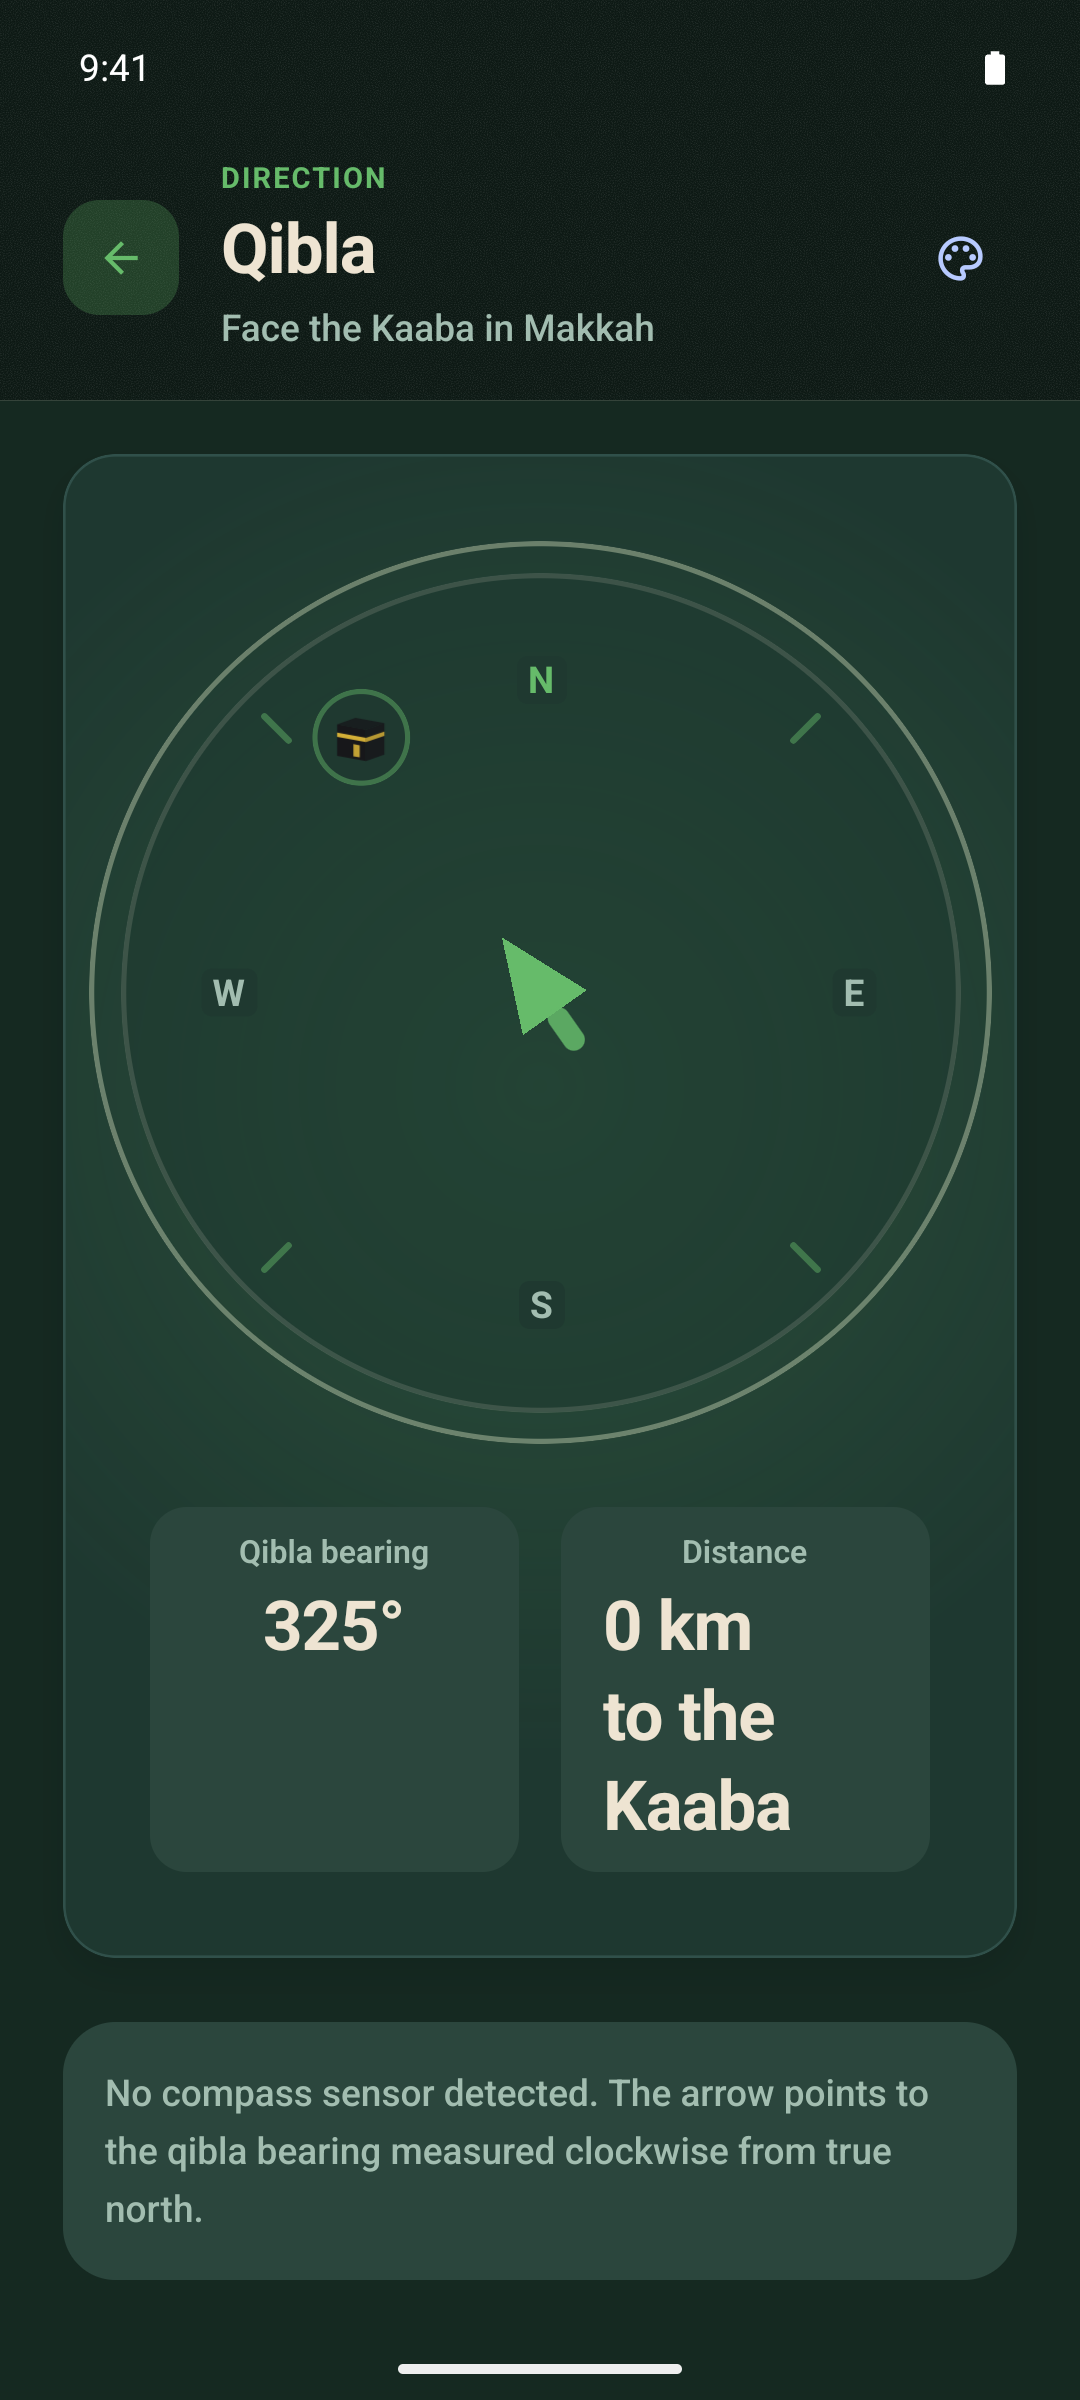 9:41
DIRECTION
Qibla
Face the Kaaba in Makkah
N
W
E
S
Qibla bearing
325°
Distance
0 km
to the
Kaaba
No compass sensor detected. The arrow points to
the qibla bearing measured clockwise from true
north.